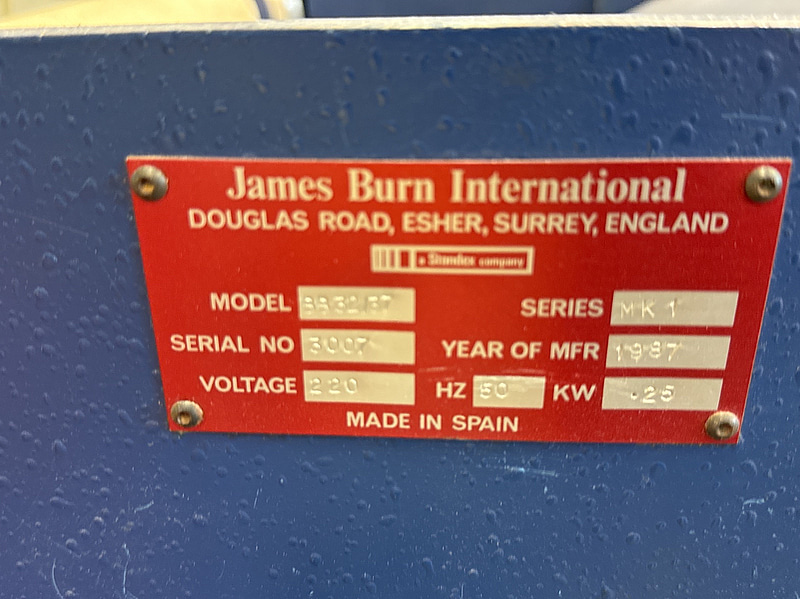 James Burn International
DOUGLAS ROAD, ESHER, SURREY, ENGLAND
a Standex company
MODEL
SERIES MK 1
SERIAL NO 3007 YEAR OF MFR 1987
VOLTAGE 220 HZ 50 KW .25
MADE IN SPAIN